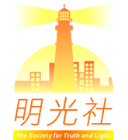 明光社
The Society for Truth and Light